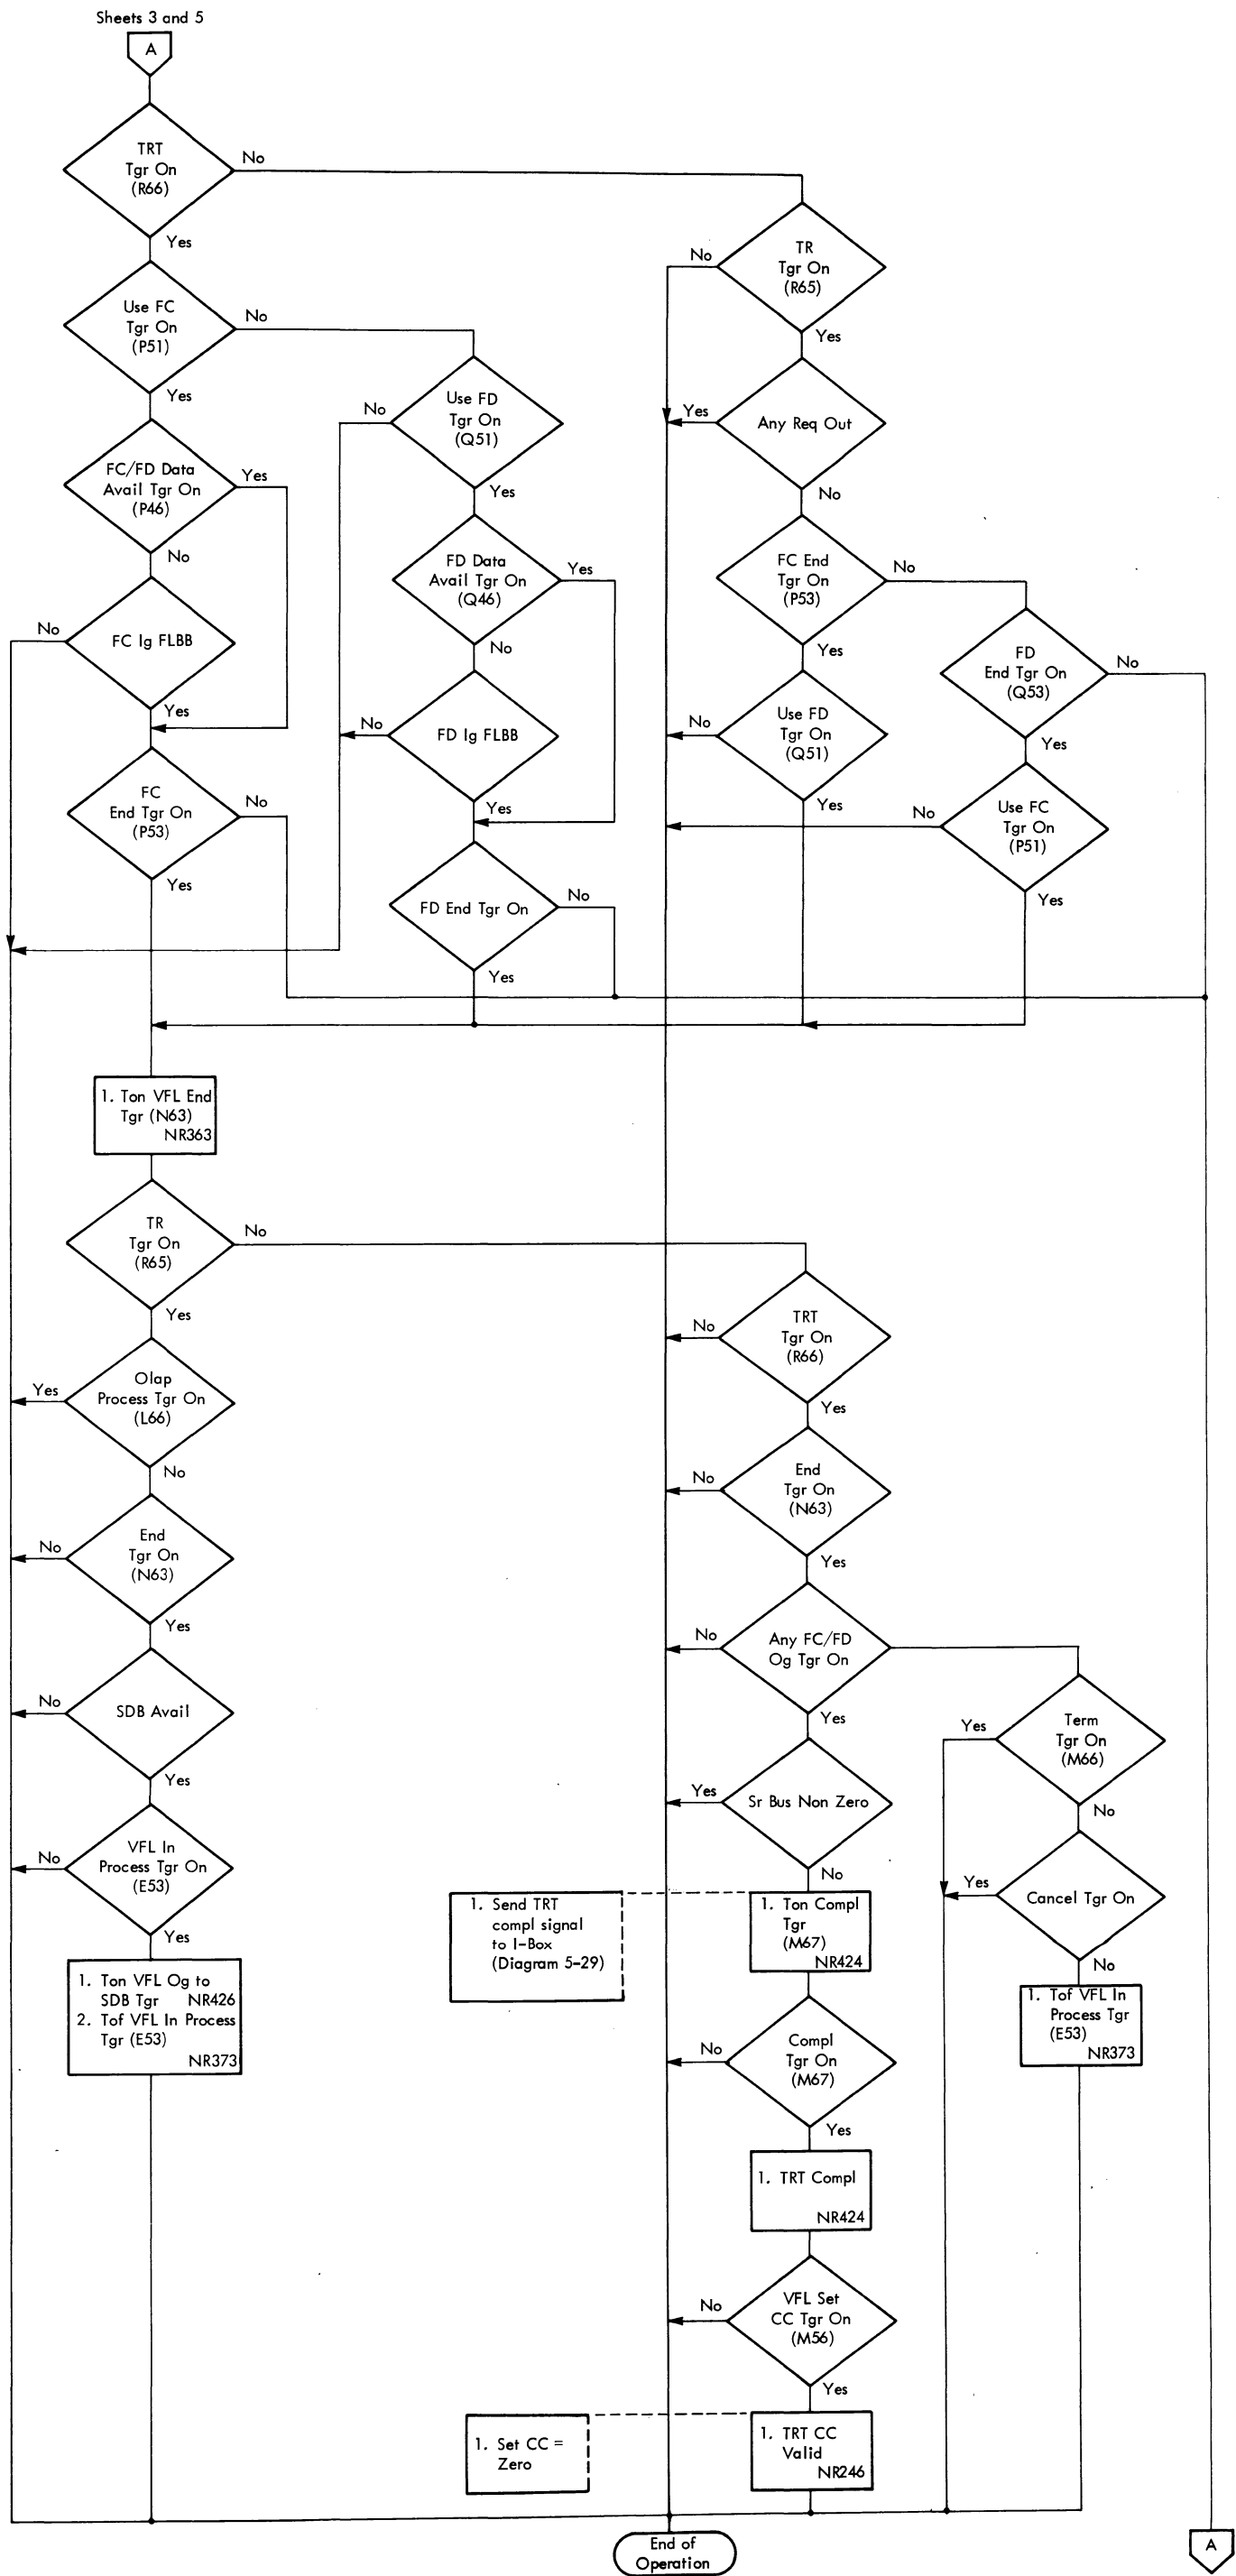 Sheets 3 and 5
A
TRT
Tgr On
(R66)
No
Yes
TR
Tgr On
(R65)
No
Yes
Use FC
Tgr On
(P51)
No
Yes
Use FD
Tgr On
(Q51)
No
Yes
Any Req Out
Yes
No
FC/FD Data
Avail Tgr On
(P46)
Yes
No
FD Data
Avail Tgr On
(Q46)
Yes
No
FC End
Tgr On
(P53)
No
Yes
FC Ig FLBB
No
Yes
FD
End Tgr On
(Q53)
No
Yes
FD Ig FLBB
No
Yes
Use FD
Tgr On
(Q51)
No
Yes
FC
End Tgr On
(P53)
No
Yes
Use FC
Tgr On
(P51)
No
Yes
FD End Tgr On
No
Yes
1. Ton VFL End
Tgr (N63)
NR363
TR
Tgr On
(R65)
No
Yes
TRT
Tgr On
(R66)
No
Yes
Olap
Process Tgr On
(L66)
Yes
No
End
Tgr On
(N63)
No
Yes
End
Tgr On
(N63)
No
Yes
Any FC/FD
Og Tgr On
No
Yes
SDB Avail
No
Yes
Term
Tgr On
(M66)
Yes
No
Sr Bus Non Zero
Yes
No
VFL In
Process Tgr On
(E53)
No
Yes
Cancel Tgr On
Yes
No
1. Send TRT
compl signal
to I-Box
(Diagram 5-29)
1. Ton Compl
Tgr
(M67)
NR424
1. Ton VFL Og to
SDB Tgr NR426
2. Tof VFL In Process
Tgr (E53)
NR373
1. Tof VFL In
Process Tgr
(E53)
NR373
Compl
Tgr On
(M67)
No
Yes
1. TRT Compl
NR424
VFL Set
CC Tgr On
(M56)
No
Yes
1. Set CC =
Zero
1. TRT CC
Valid
NR246
End of
Operation
A